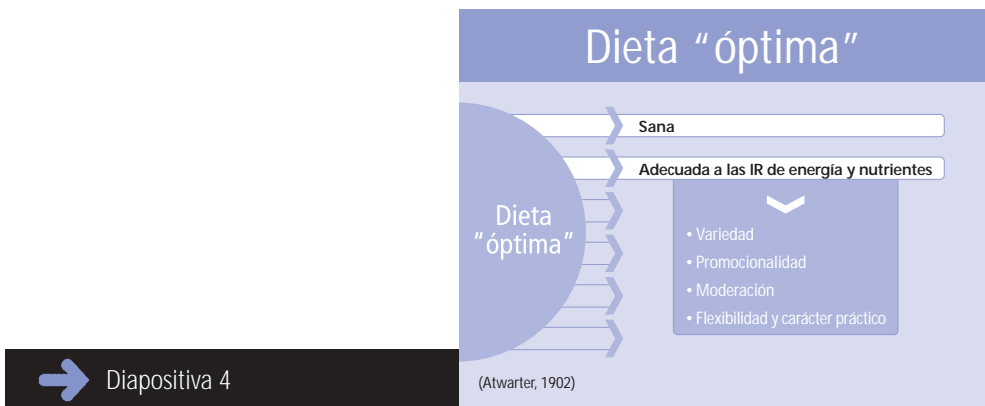 Dieta “óptima”
Sana
Adecuada a las IR de energía y nutrientes
Dieta
“óptima”
• Variedad
• Promocionalidad
• Moderación
• Flexibilidad y carácter práctico
(Atwarter, 1902)
Diapositiva 4